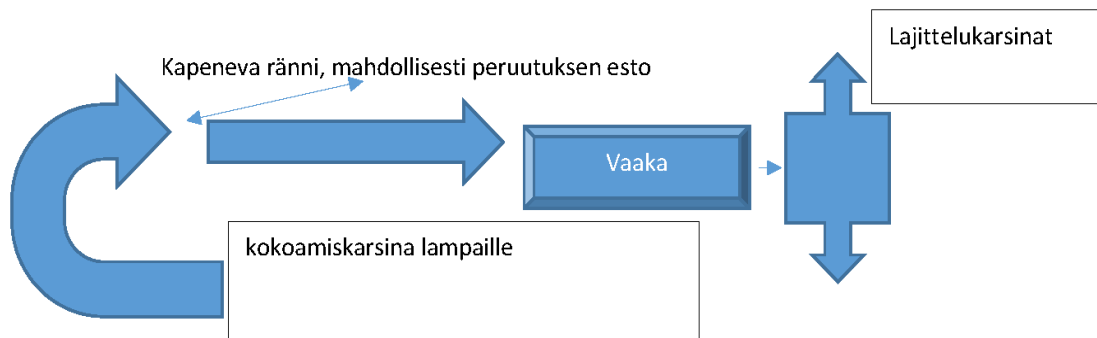 Lajittelukarsinat
Kapeneva ränni, mahdollisesti peruutuksen esto
Vaaka
kokoamiskarsina lampaille